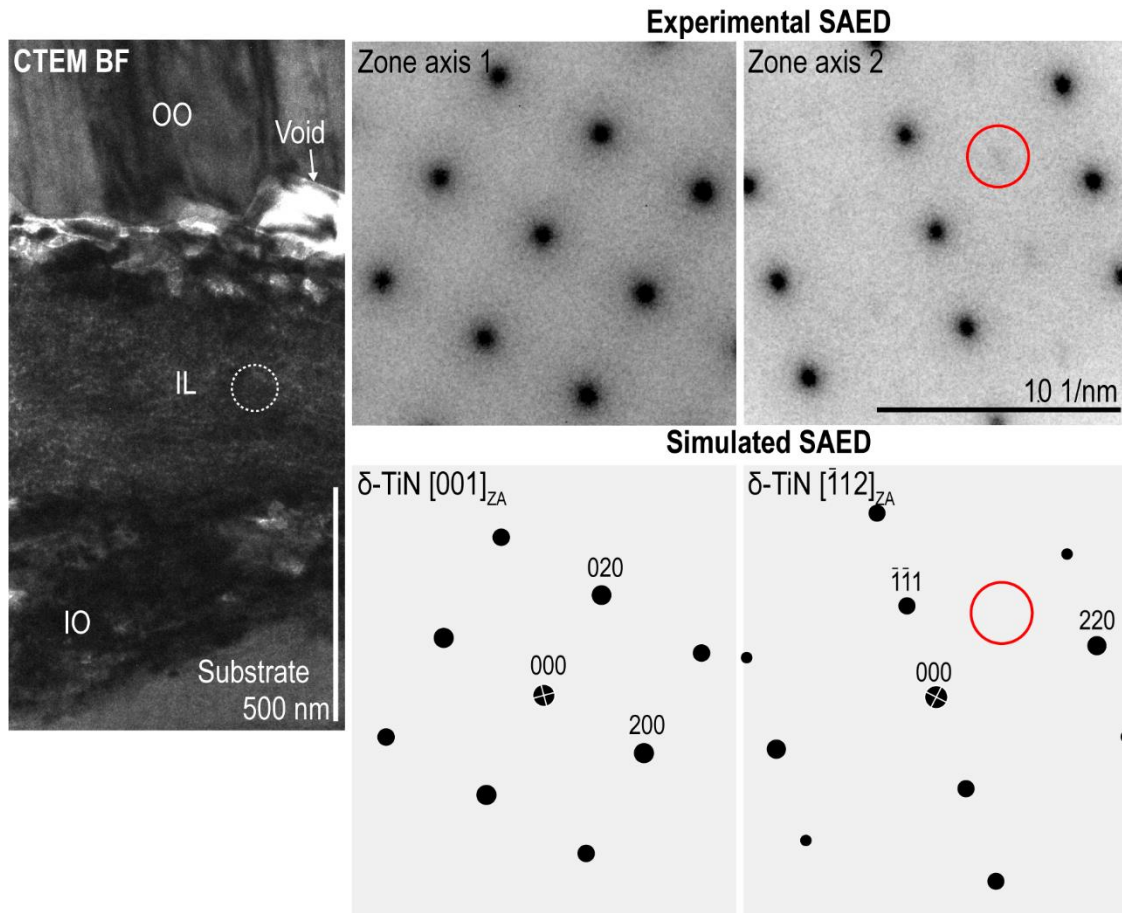 Experimental SAED
CTEM BF
OO
Void
IL
IO
Substrate
500 nm
Zone axis 1
Zone axis 2
10 1/nm
Simulated SAED
δ-TiN [001]ZA
020
000
200
δ-TiN [1̄12]ZA
1̄1̄1
220
000